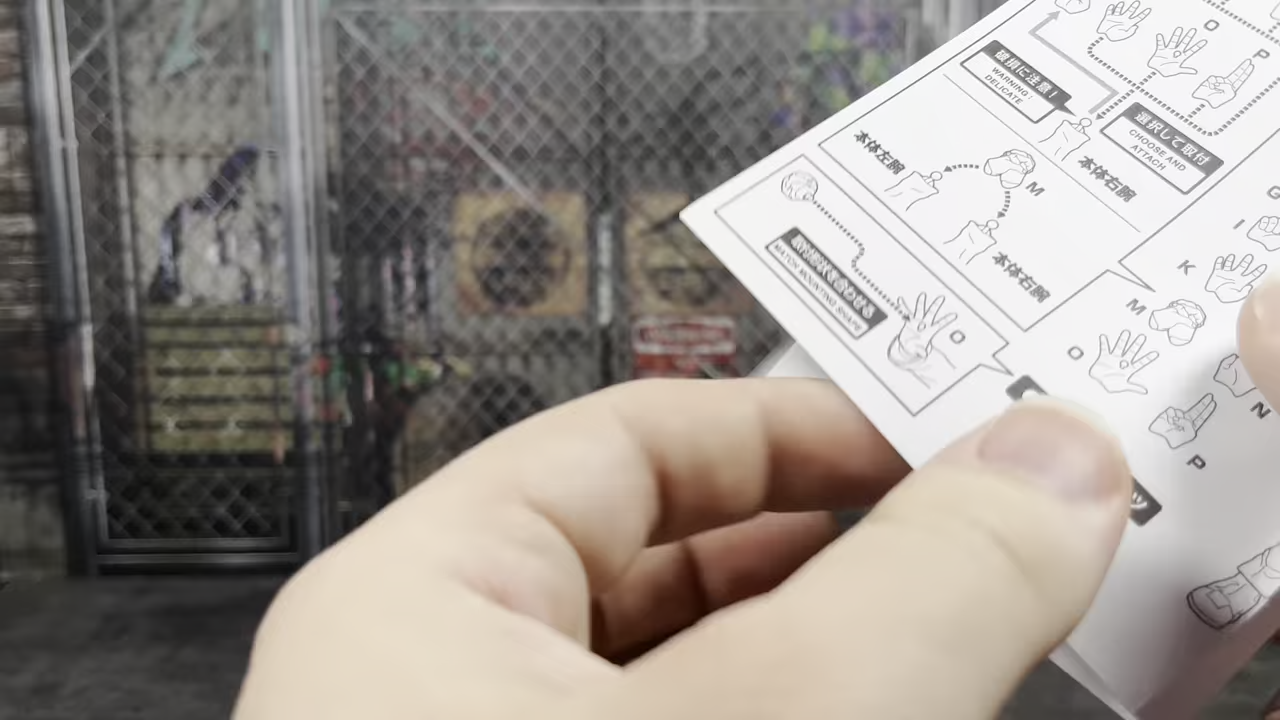 O
P
破損に注意！
WARNING!
DELICATE
選択して取付
CHOOSE AND
ATTACH
本体左腕
M
本体右腕
本体右腕
取付形状を合わせる
MATCH MOUNTING SHAPE
O
G
I
K
M
O
N
P